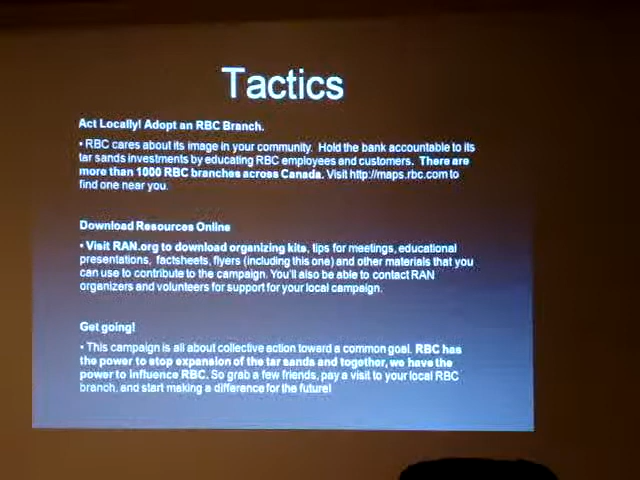 Tactics
Act Locally! Adopt an RBC Branch.
• RBC cares about its image in your community. Hold the bank accountable to its
tar sands investments by educating RBC employees and customers. There are
more than 1000 RBC branches across Canada. Visit http://maps.rbc.com to
find one near you.
Download Resources Online
• Visit RAN.org to download organizing kits, tips for meetings, educational
presentations, factsheets, flyers (including this one) and other materials that you
can use to contribute to the campaign. You'll also be able to contact RAN
organizers and volunteers for support for your local campaign.
Get going!
• This campaign is all about collective action toward a common goal. RBC has
the power to stop expansion of the tar sands and together, we have the
power to influence RBC. So grab a few friends, pay a visit to your local RBC
branch, and start making a difference for the future!